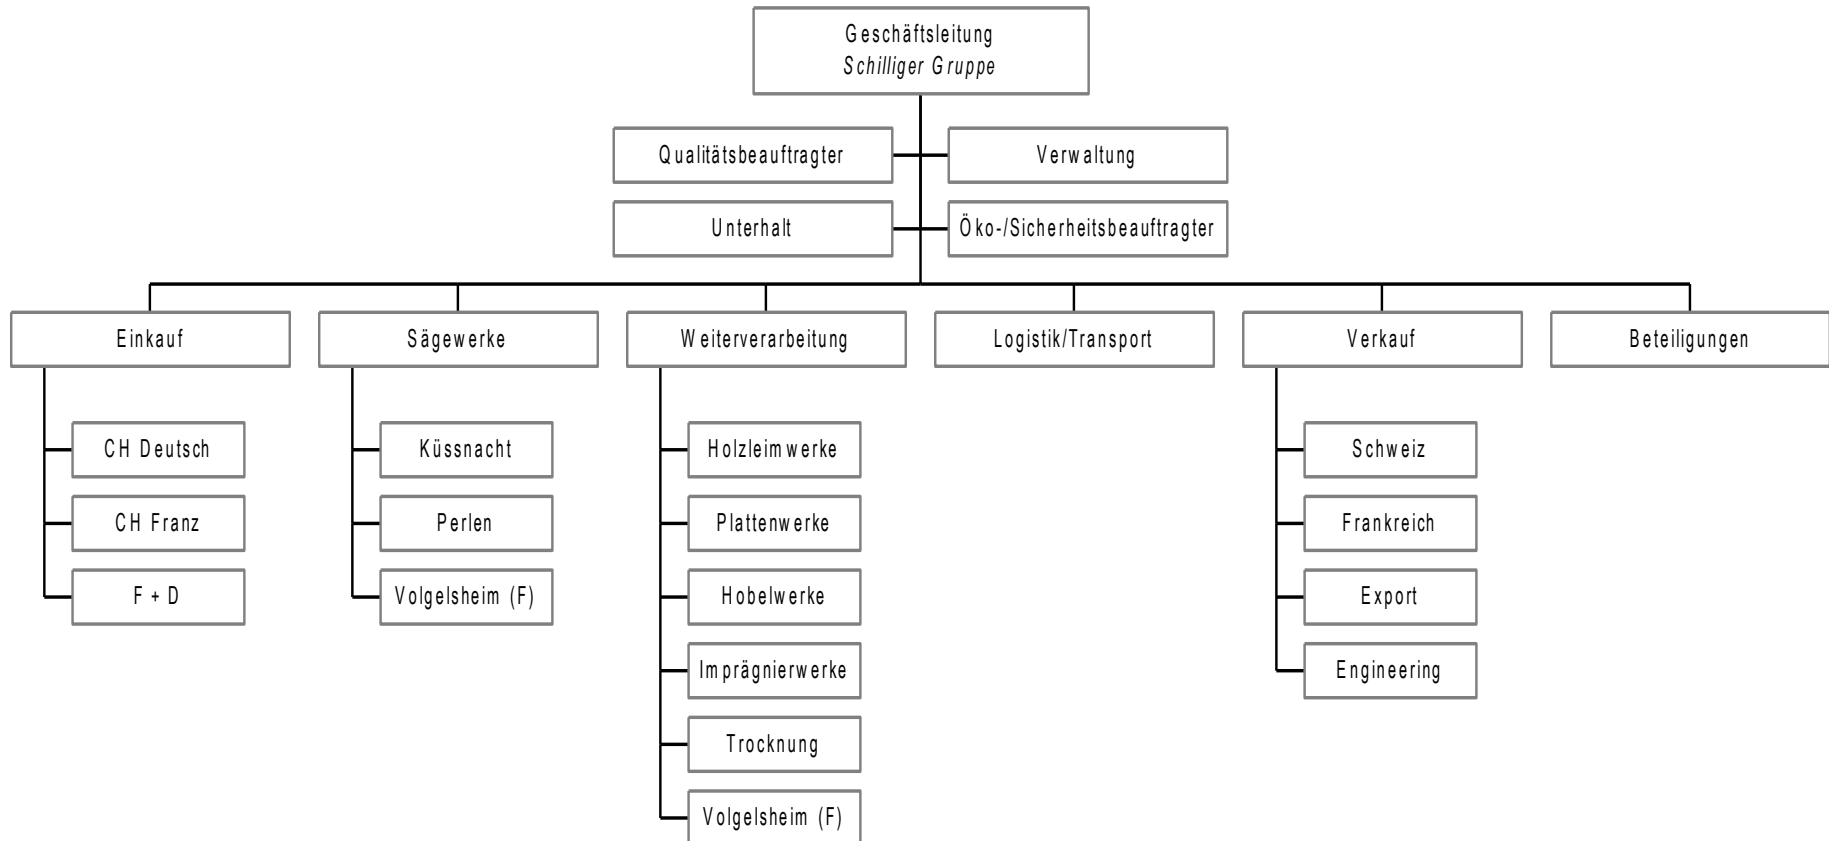 Geschäftsleitung
Schilliger Gruppe
Qualitätsbeauftragter
Verwaltung
Unterhalt
Öko-/Sicherheitsbeauftragter
Einkauf
Sägewerke
Weiterverarbeitung
Logistik/Transport
Verkauf
Beteiligungen
CH Deutsch
CH Franz
F + D
Küssnacht
Perlen
Volgelsheim (F)
Holzleimwerke
Plattenwerke
Hobelwerke
Imprägnierwerke
Trocknung
Volgelsheim (F)
Schweiz
Frankreich
Export
Engineering